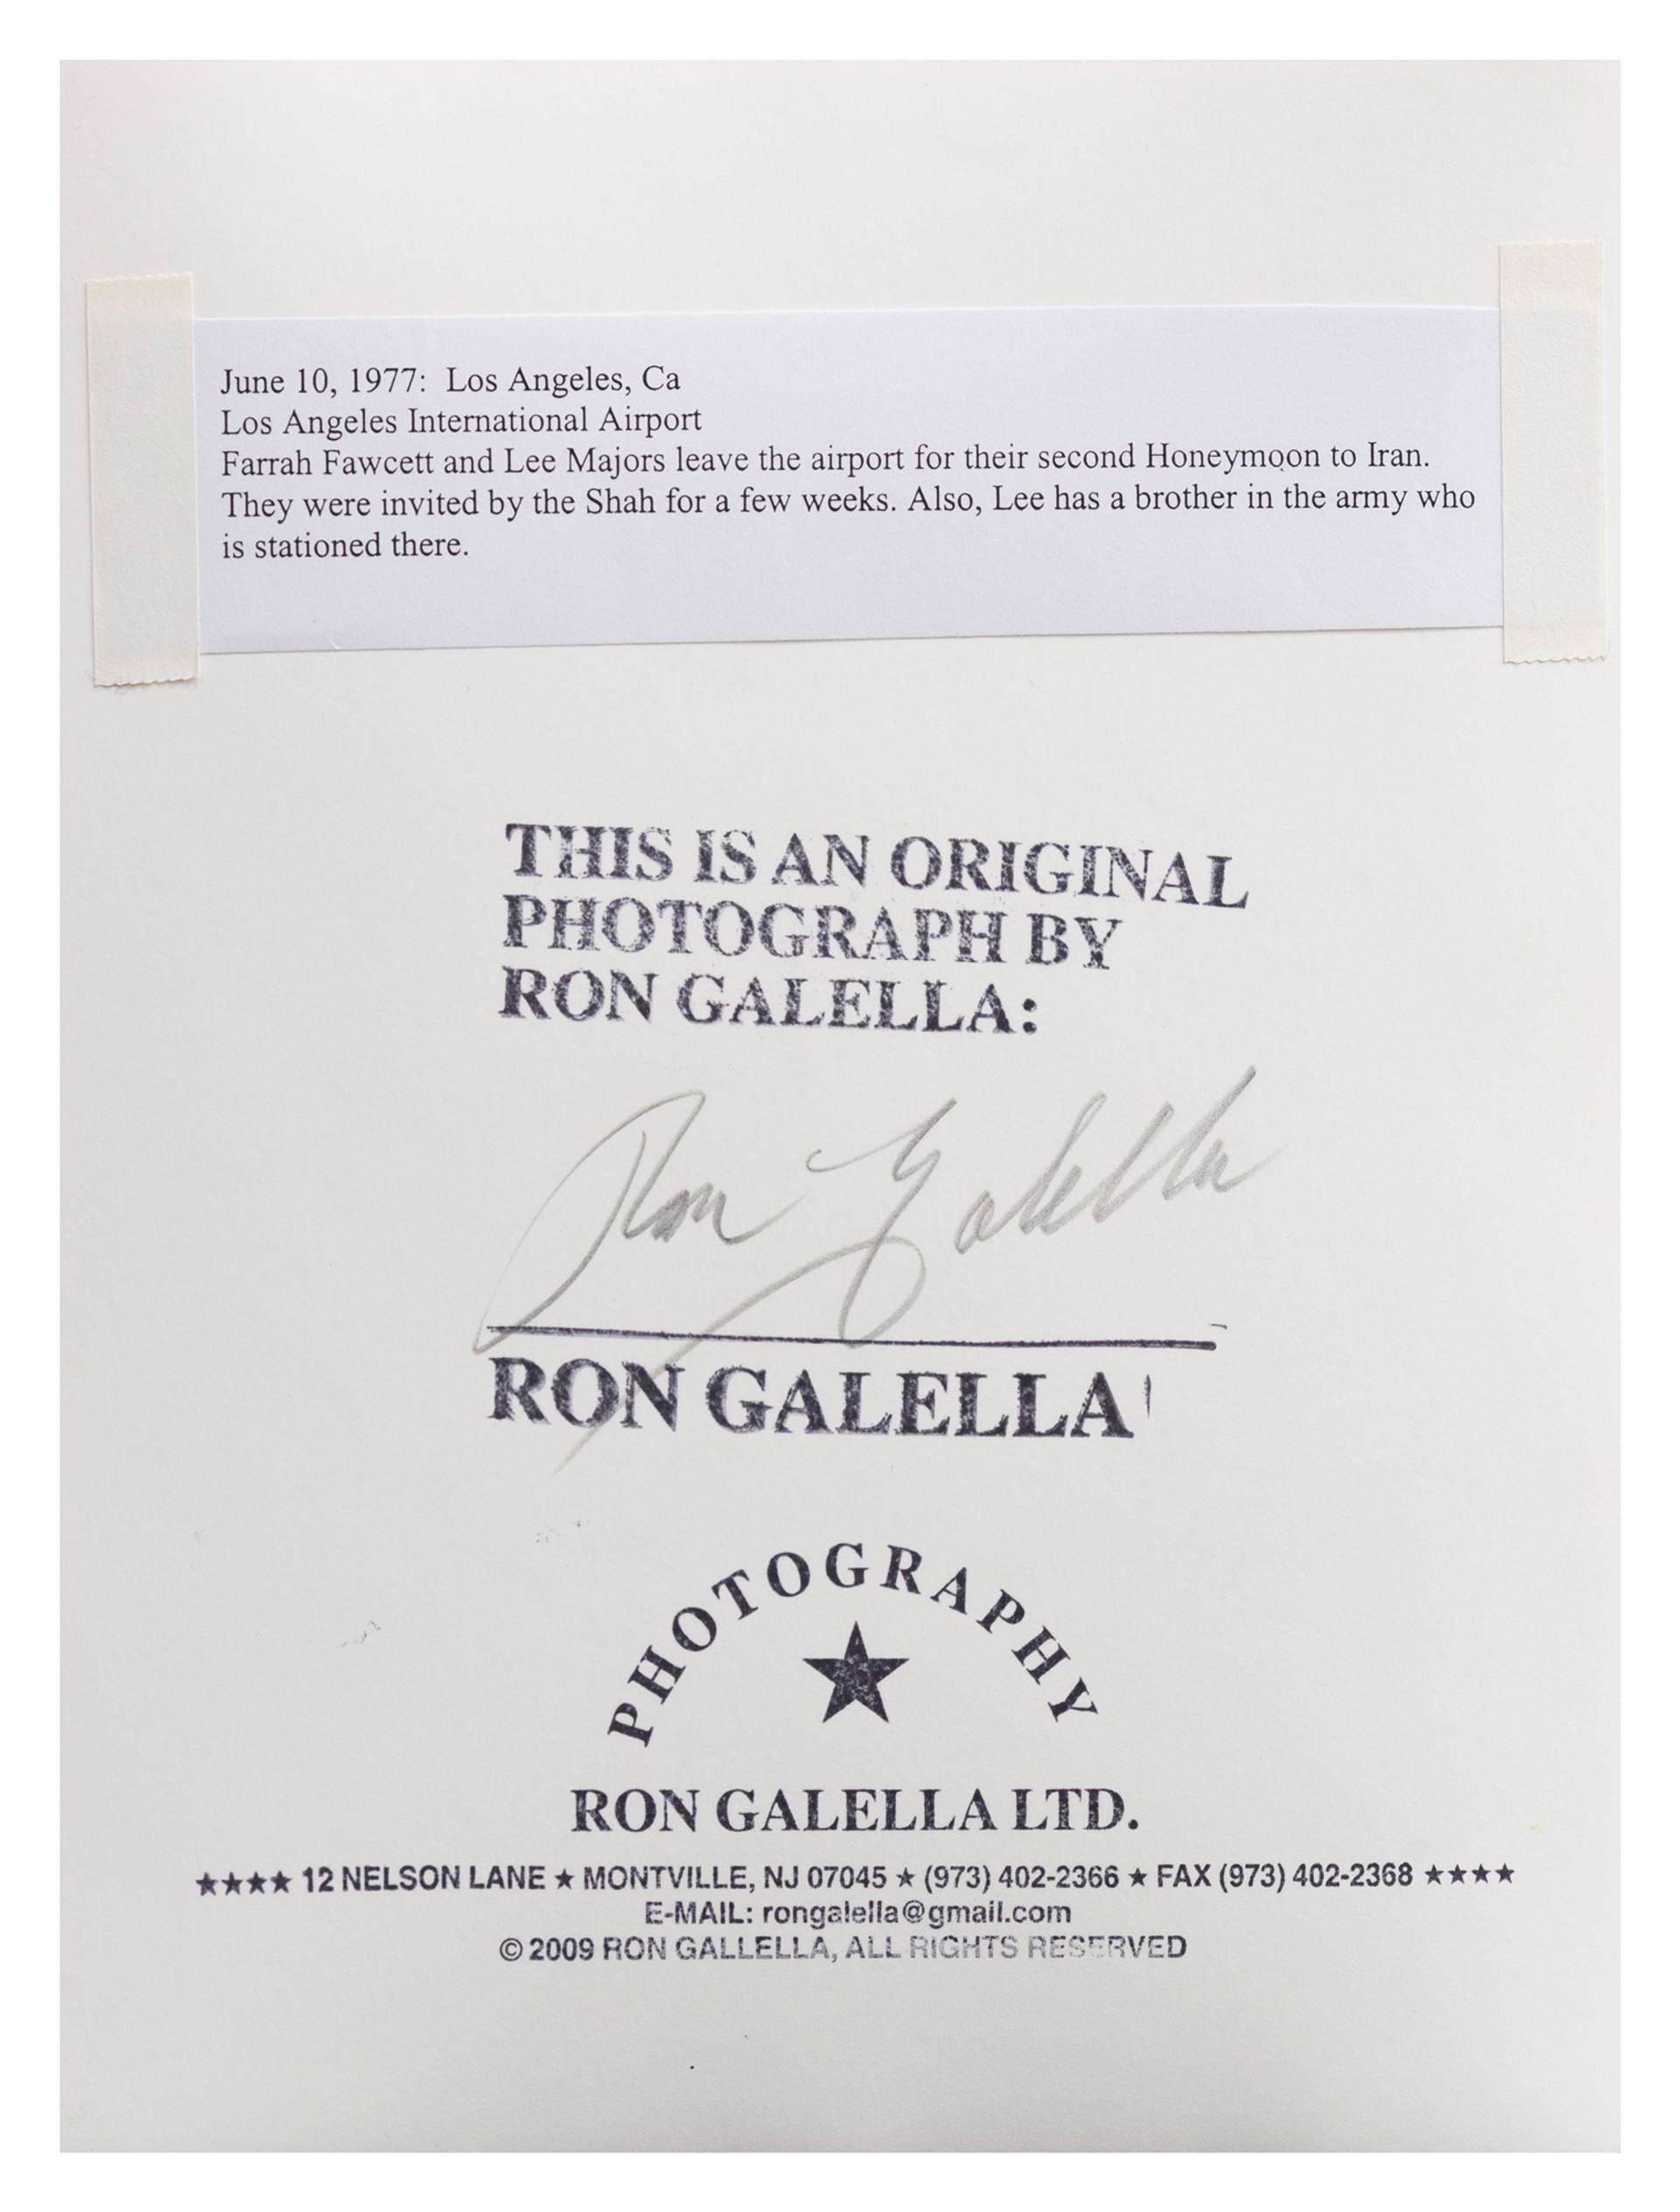 June 10, 1977:  Los Angeles, Ca
Los Angeles International Airport
Farrah Fawcett and Lee Majors leave the airport for their second Honeymoon to Iran.
They were invited by the Shah for a few weeks. Also, Lee has a brother in the army who
is stationed there.
THIS IS AN ORIGINAL
PHOTOGRAPH BY
RON GALELLA:
Ron Galella
RON GALELLA
PHOTOGRAPHY
★
RON GALELLA LTD.
★★★★ 12 NELSON LANE ★ MONTVILLE, NJ 07045 ★ (973) 402-2366 ★ FAX (973) 402-2368 ★★★★
E-MAIL: rongalella@gmail.com
© 2009 RON GALLELLA, ALL RIGHTS RESERVED